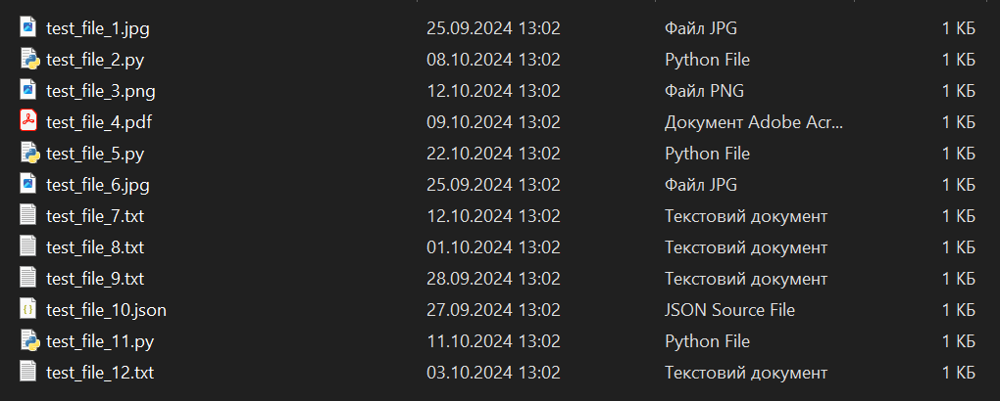 test_file_1.jpg 25.09.2024 13:02 Файл JPG 1 КБ
test_file_2.py 08.10.2024 13:02 Python File 1 КБ
test_file_3.png 12.10.2024 13:02 Файл PNG 1 КБ
test_file_4.pdf 09.10.2024 13:02 Документ Adobe Acr... 1 КБ
test_file_5.py 22.10.2024 13:02 Python File 1 КБ
test_file_6.jpg 25.09.2024 13:02 Файл JPG 1 КБ
test_file_7.txt 12.10.2024 13:02 Текстовий документ 1 КБ
test_file_8.txt 01.10.2024 13:02 Текстовий документ 1 КБ
test_file_9.txt 28.09.2024 13:02 Текстовий документ 1 КБ
test_file_10.json 27.09.2024 13:02 JSON Source File 1 КБ
test_file_11.py 11.10.2024 13:02 Python File 1 КБ
test_file_12.txt 03.10.2024 13:02 Текстовий документ 1 КБ